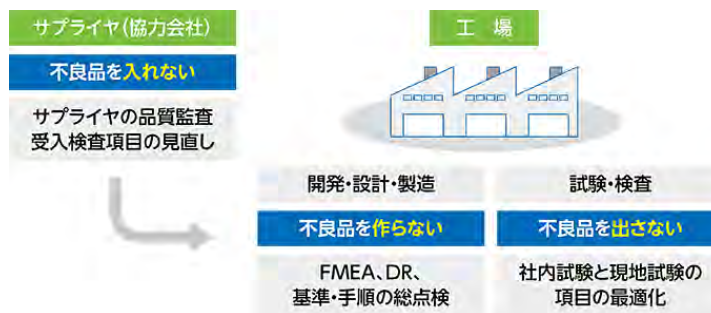 サプライヤ(協力会社)
不良品を入れない
サプライヤの品質監査
受入検査項目の見直し
工 場
開発・設計・製造
不良品を作らない
FMEA、DR、
基準・手順の総点検
試験・検査
不良品を出さない
社内試験と現地試験の
項目の最適化